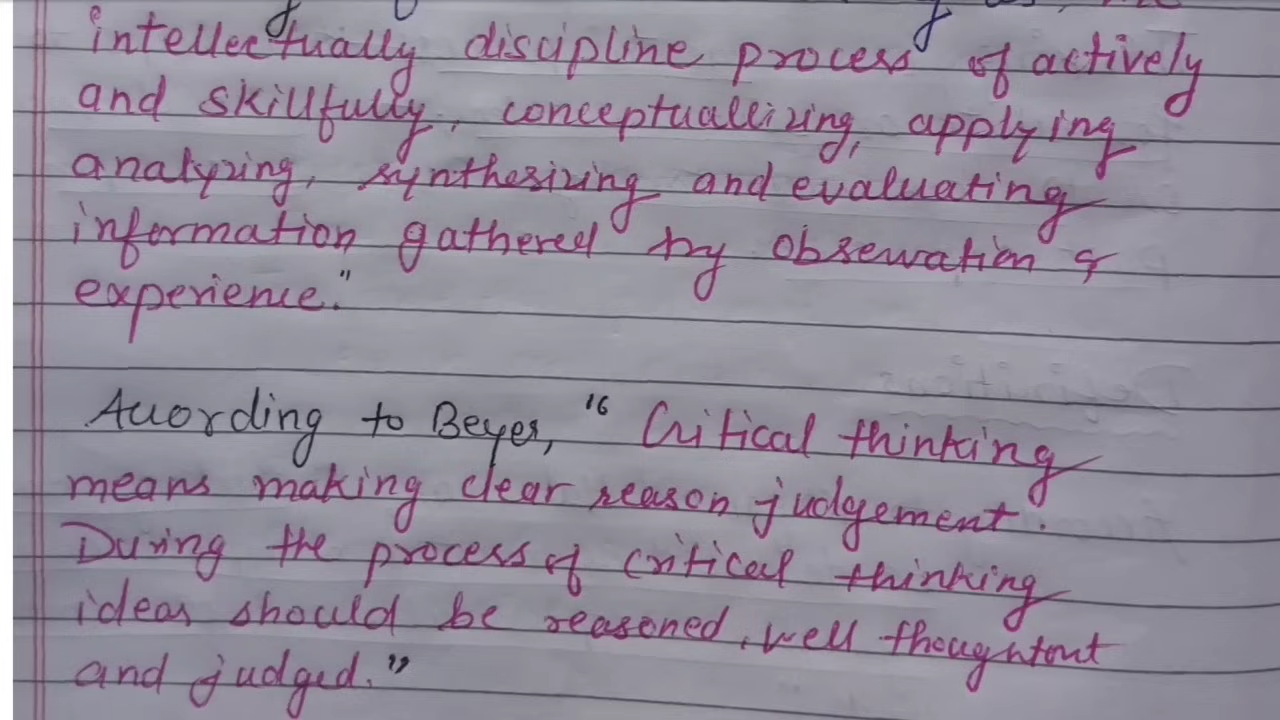 intellectually discipline process of actively
and skillfully, conceptuallizing, applying
analyzing, synthesizing and evaluating
information gathered by observation &
experience."
According to Beyer, "Critical thinking
means making clear reason judgement.
During the process of critical thinking
ideas should be reasoned, well thoughtout
and judged."